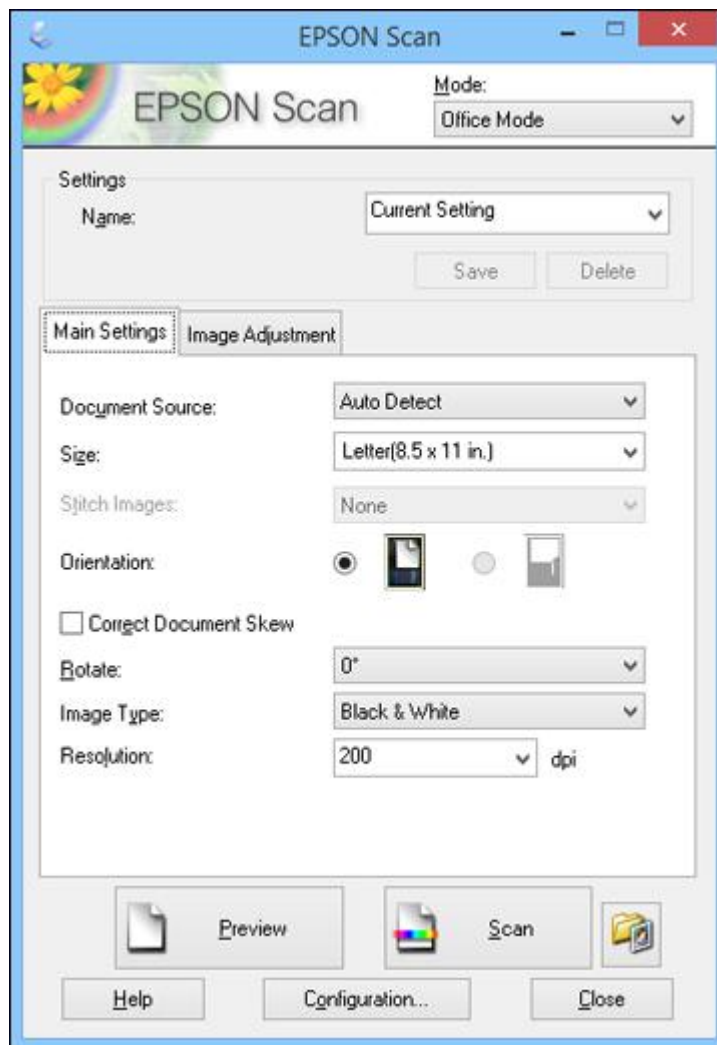 EPSON Scan
EPSON Scan
Mode:
Office Mode
Settings
Name:
Current Setting
Save
Delete
Main Settings
Image Adjustment
Document Source:
Auto Detect
Size:
Letter(8.5 x 11 in.)
Stitch Images:
None
Orientation:
Correct Document Skew
Rotate:
0°
Image Type:
Black & White
Resolution:
200
dpi
Preview
Scan
Help
Configuration...
Close